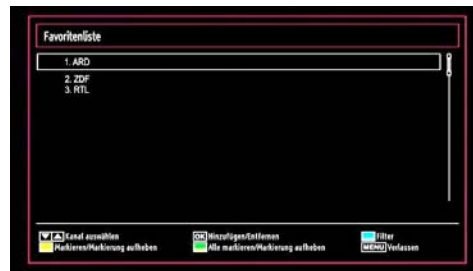 Favoritenliste
1. ARD
2. ZDF
3. RTL
Kanal auswählen OK Hinzufügen/Entfernen Filter
Markieren/Markierung aufheben Alle markieren/Markierung aufheben MENU Verlassen